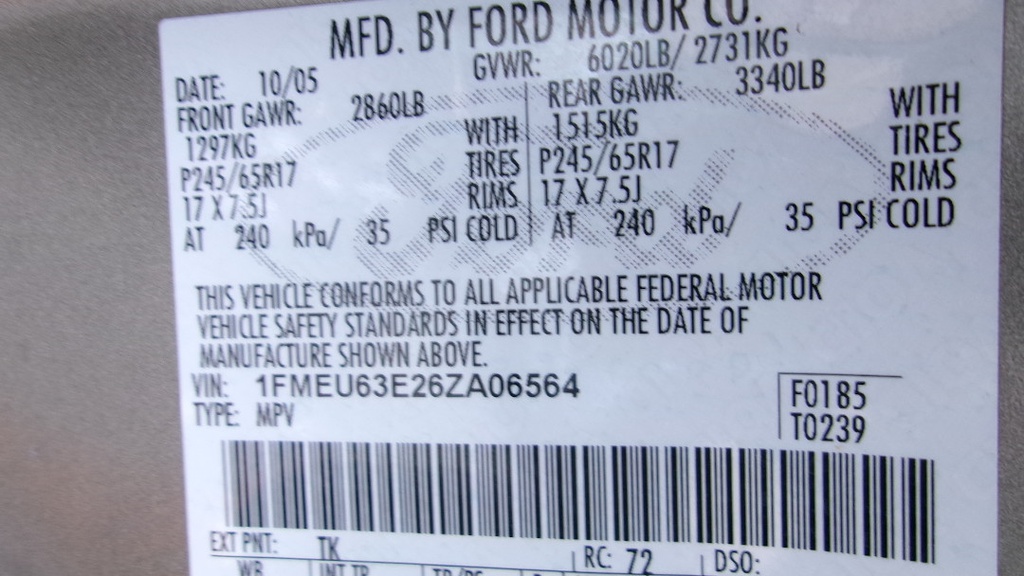 MFD. BY FORD MOTOR CO.
DATE: 10/05 GVWR: 6020LB/ 2731KG
FRONT GAWR: 2860LB REAR GAWR: 3340LB
1297KG WITH 1515KG WITH
P245/65R17 TIRES P245/65R17 TIRES
17 X 7.5J RIMS 17 X 7.5J RIMS
AT 240 kPa/ 35 PSI COLD AT 240 kPa/ 35 PSI COLD
THIS VEHICLE CONFORMS TO ALL APPLICABLE FEDERAL MOTOR
VEHICLE SAFETY STANDARDS IN EFFECT ON THE DATE OF
MANUFACTURE SHOWN ABOVE.
VIN: 1FMEU63E26ZA06564 F0185
TYPE: MPV T0239
EXT PNT: TK RC: 72 DSO:
WB INT TR